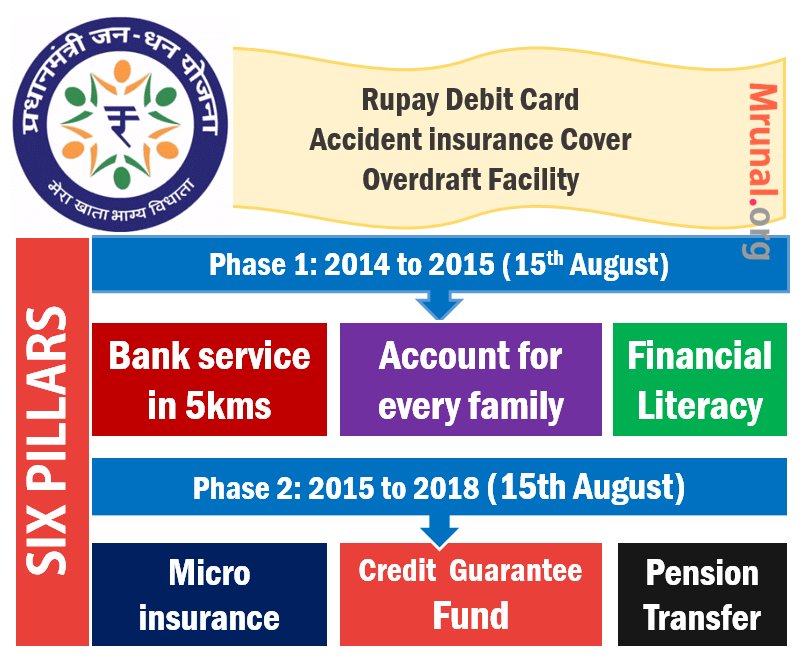 प्रधानमंत्री जन-धन योजना
मेरा खाता भाग्य विधाता
Rupay Debit Card
Accident insurance Cover
Overdraft Facility
Mrunal.org
SIX PILLARS
Phase 1: 2014 to 2015 (15th August)
Bank service
in 5kms
Account for
every family
Financial
Literacy
Phase 2: 2015 to 2018 (15th August)
Micro
insurance
Credit Guarantee
Fund
Pension
Transfer